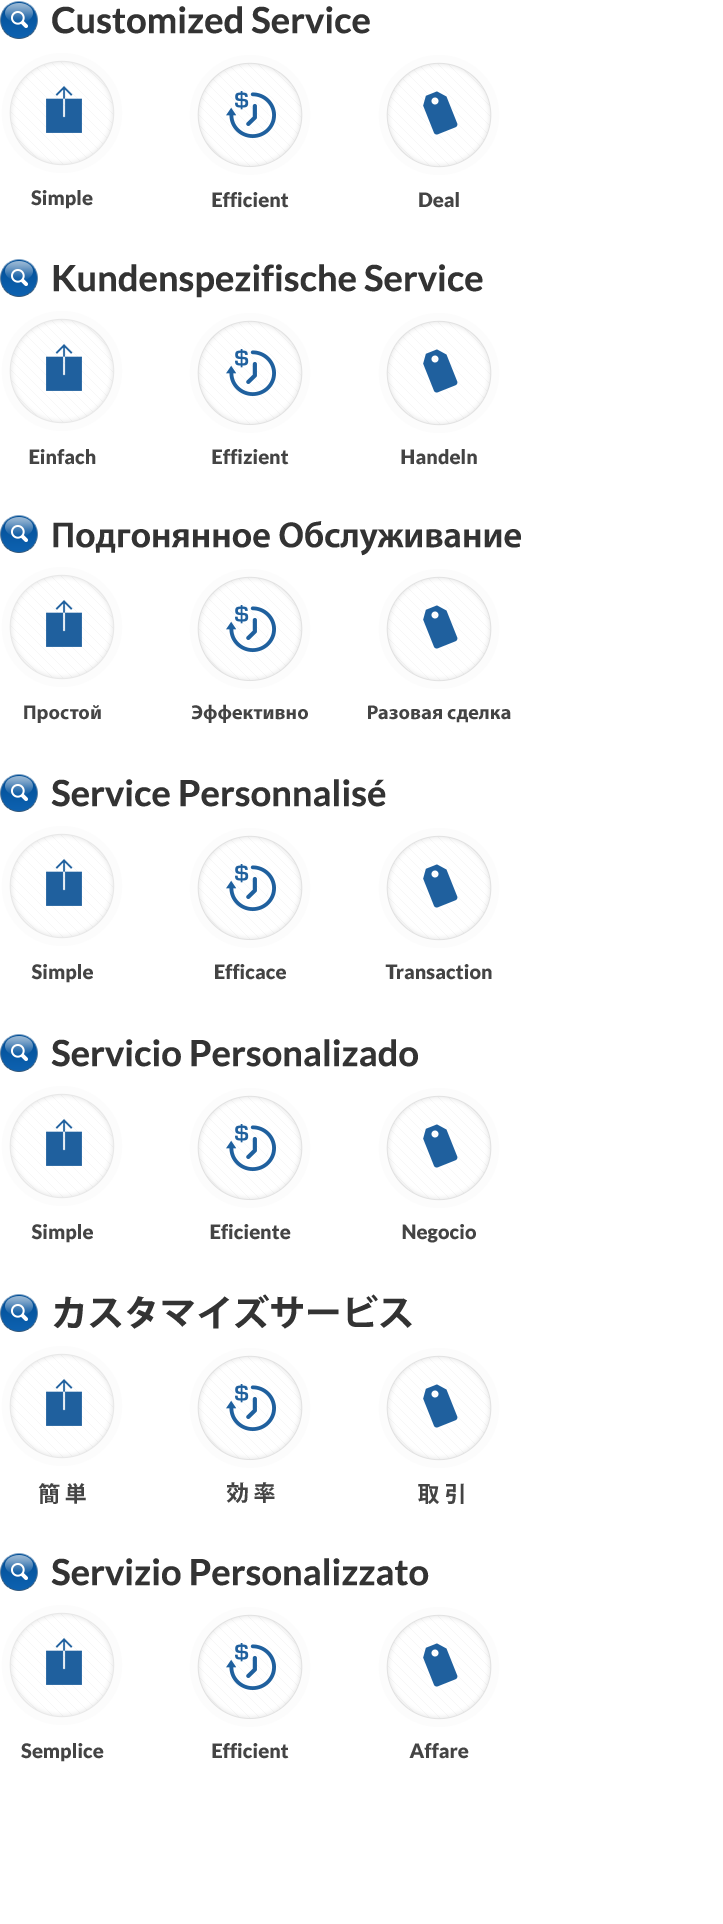 Customized Service
Simple Efficient Deal
Kundenspezifische Service
Einfach Effizient Handeln
Подгонянное Обслуживание
Простой Эффективно Разовая сделка
Service Personnalisé
Simple Efficace Transaction
Servicio Personalizado
Simple Eficiente Negocio
カスタマイズサービス
簡単 効率 取引
Servizio Personalizzato
Semplice Efficient Affare